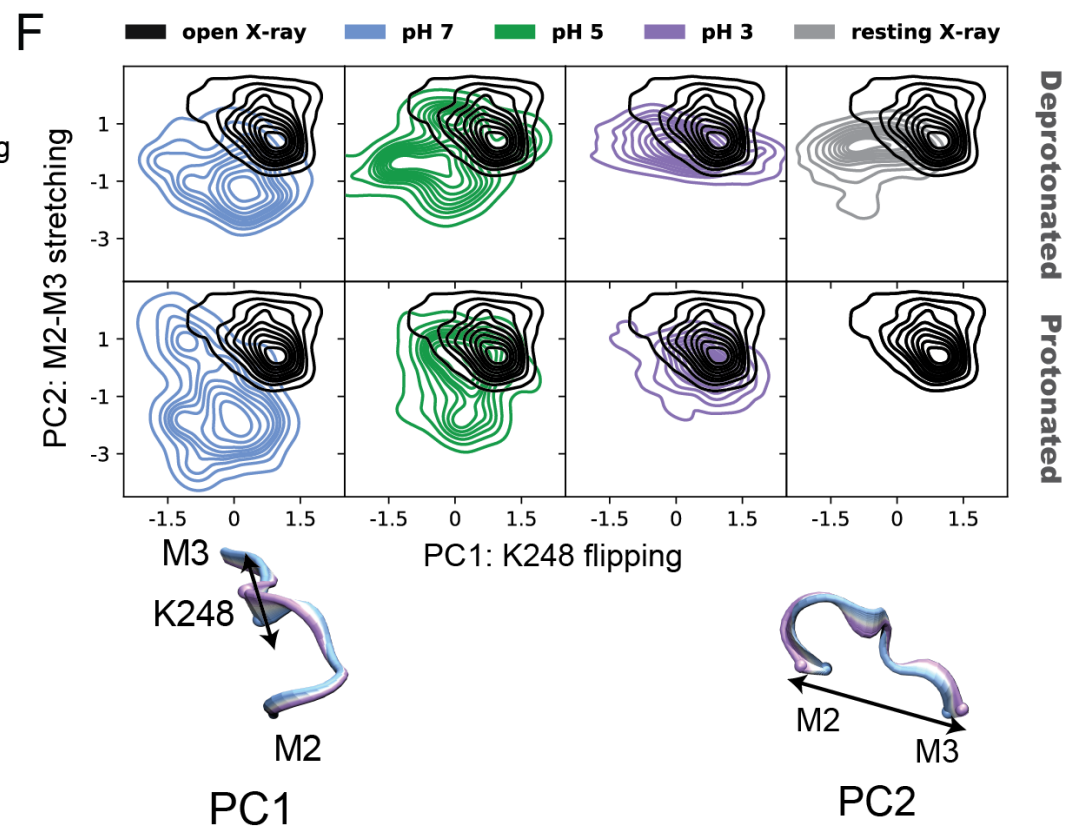 F
open X-ray pH 7 pH 5 pH 3 resting X-ray
g
PC2: M2-M3 stretching
1
-1
-3
Deprotonated
1
-1
-3
Protonated
-1.5 0 1.5 -1.5 0 1.5 -1.5 0 1.5 -1.5 0 1.5
PC1: K248 flipping
M3
K248
M2
PC1
M2
M3
PC2